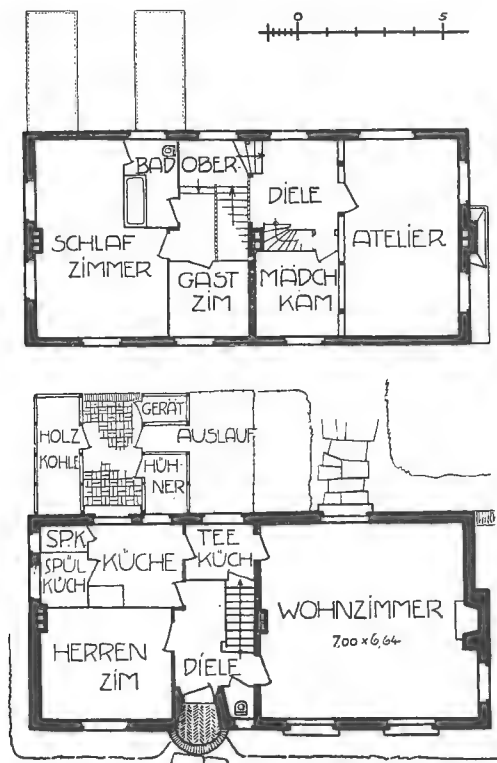 0 5
BAD OBER
DIELE
SCHLAF
ZIMMER
ATELIER
GAST
ZIM
MÄDCH
KAM
GERÄT
HOLZ
KOHLE
AUSLAUF
HÜH-
NER
SP.K
SPÜL
KÜCH
KÜCHE
TEE
KÜCH
WOHNZIMMER
7,00 x 6,64
HERREN
ZIM
DIELE